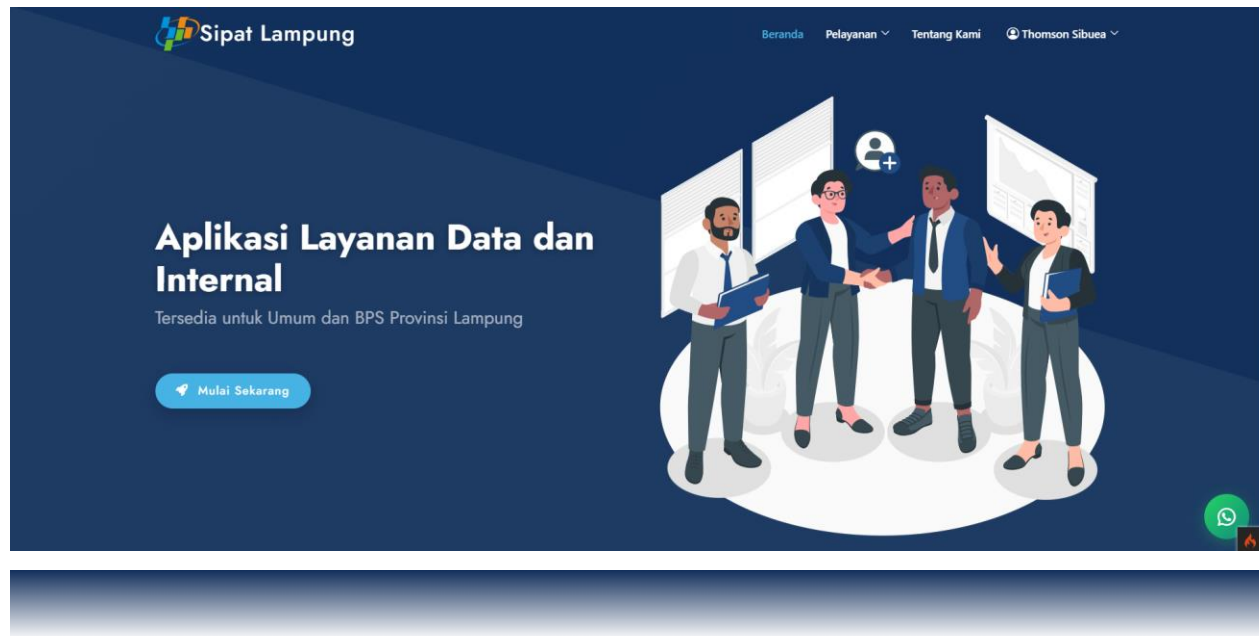 Sipat Lampung
Beranda Pelayanan Tentang Kami Thomson Sibuea
Aplikasi Layanan Data dan
Internal
Tersedia untuk Umum dan BPS Provinsi Lampung
Mulai Sekarang